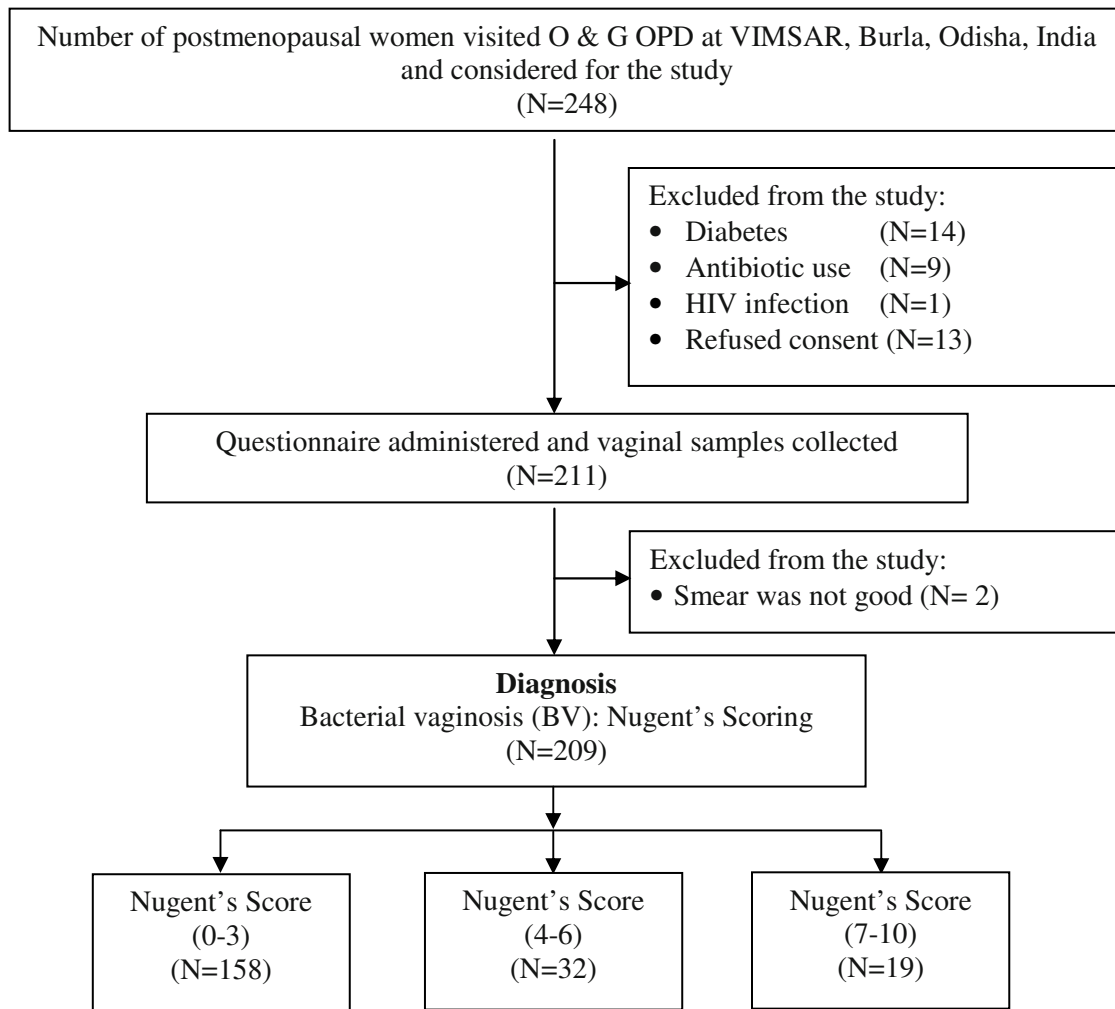 Number of postmenopausal women visited O & G OPD at VIMSAR, Burla, Odisha, India
and considered for the study
(N=248)
Excluded from the study:
• Diabetes (N=14)
• Antibiotic use (N=9)
• HIV infection (N=1)
• Refused consent (N=13)
Questionnaire administered and vaginal samples collected
(N=211)
Excluded from the study:
• Smear was not good (N= 2)
Diagnosis
Bacterial vaginosis (BV): Nugent’s Scoring
(N=209)
Nugent’s Score
(0-3)
(N=158)
Nugent’s Score
(4-6)
(N=32)
Nugent’s Score
(7-10)
(N=19)